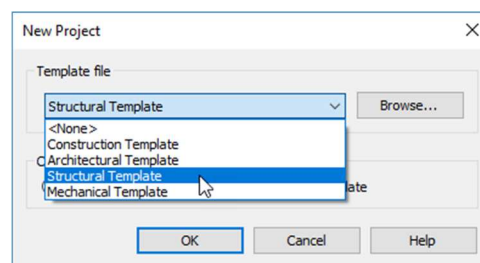 New Project
Template file
Structural Template
Browse...
<None>
Construction Template
Architectural Template
Structural Template
Mechanical Template
OK
Cancel
Help